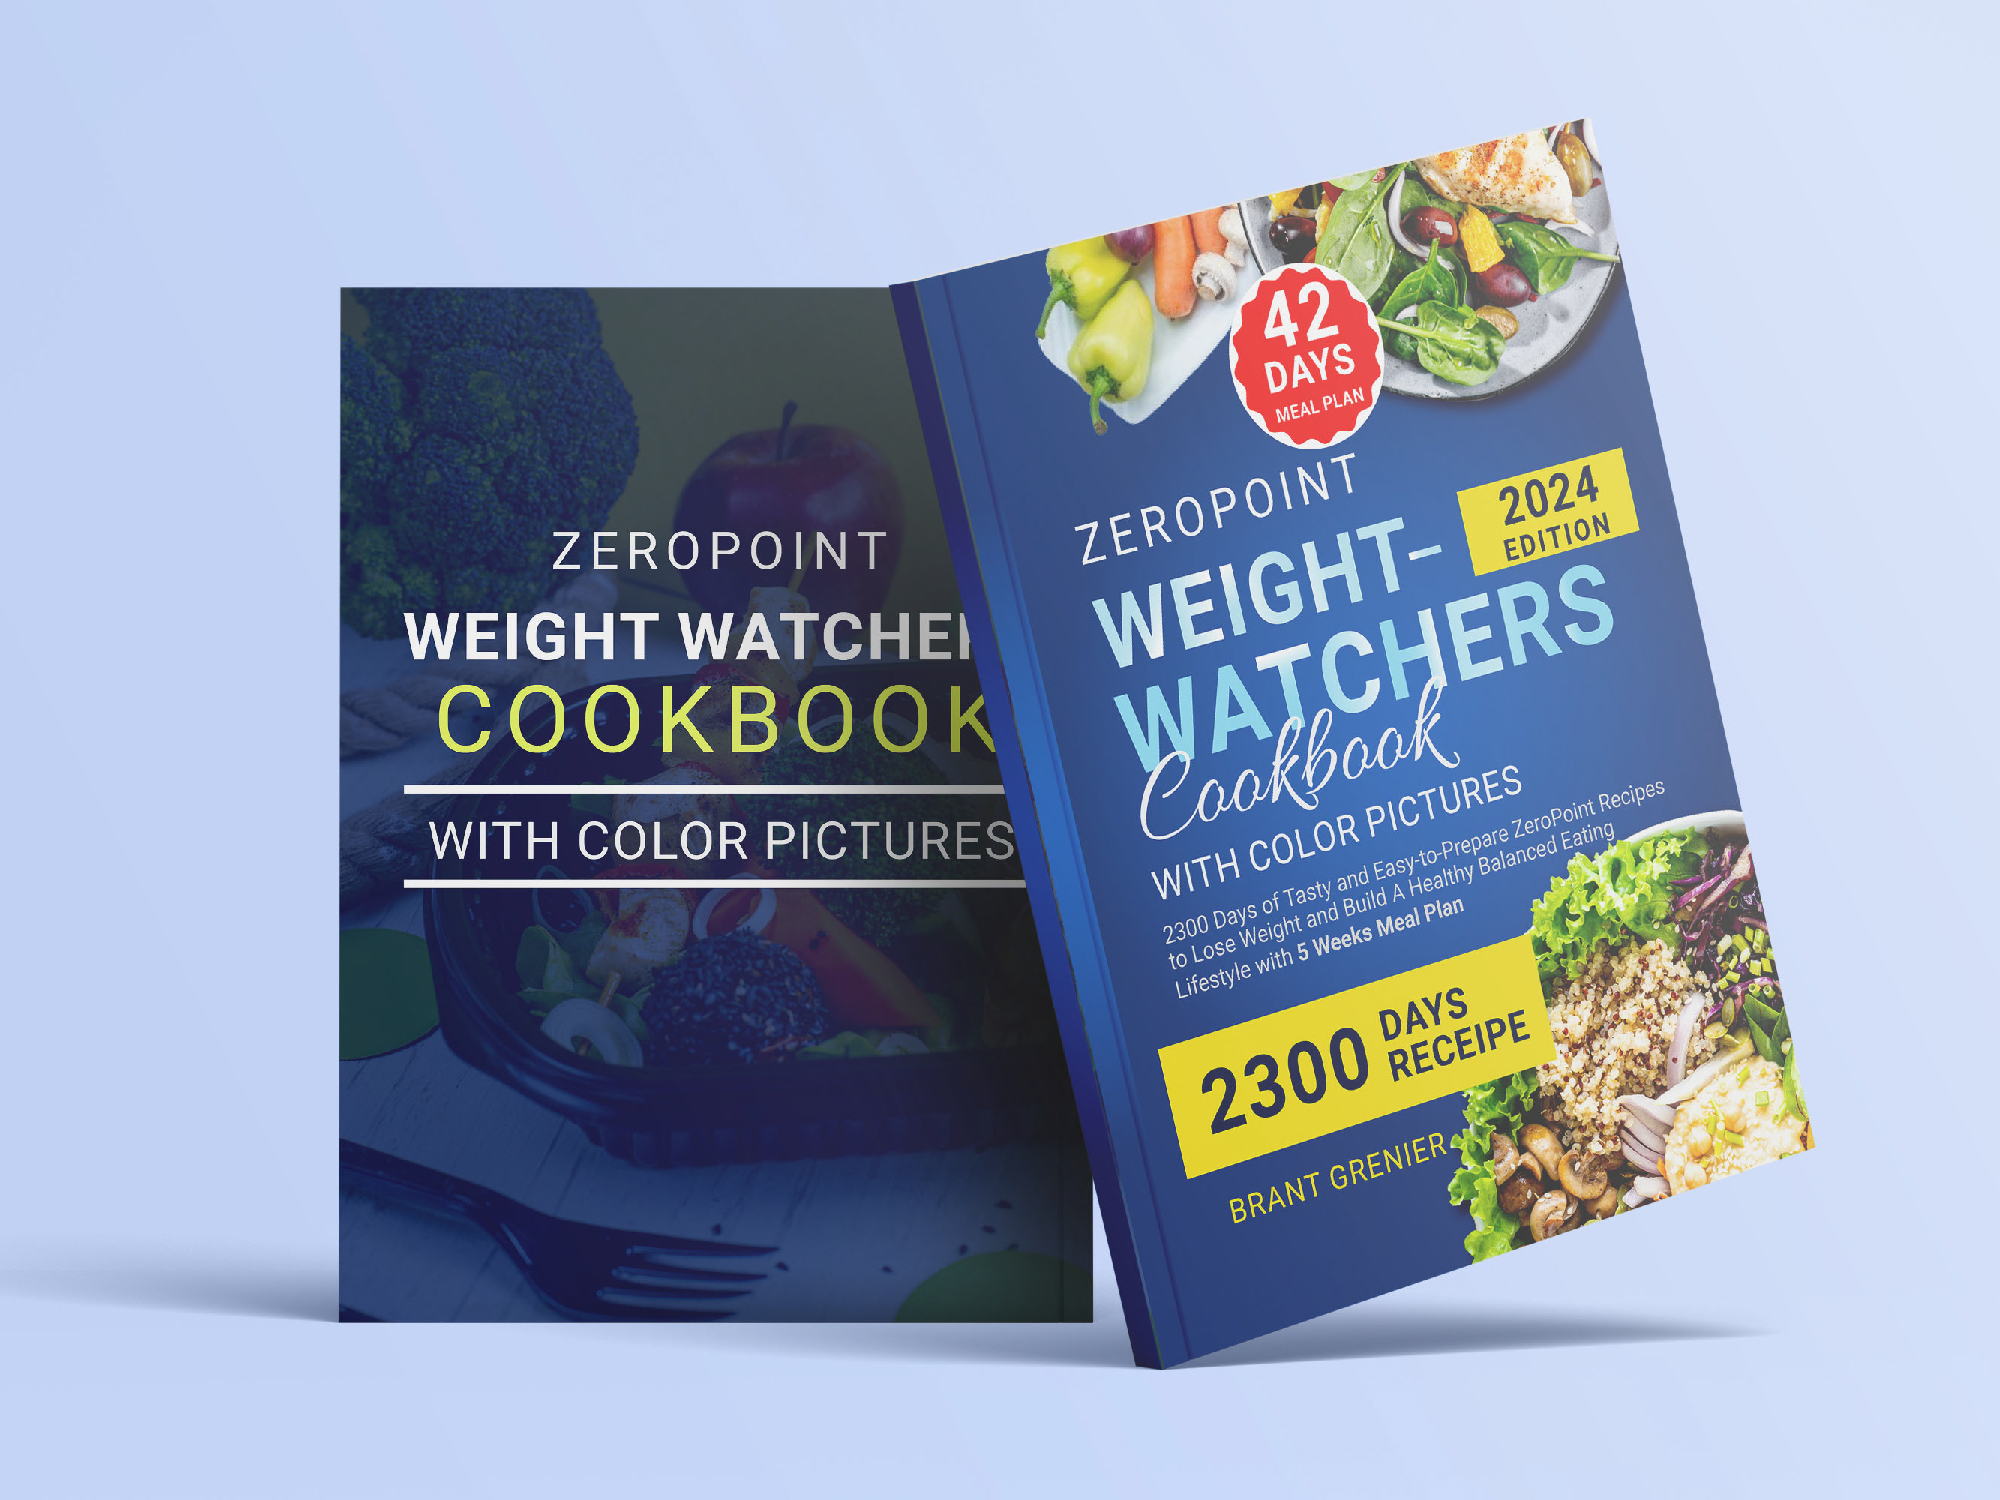 ZEROPOINT
WEIGHT WATCHER
COOKBOOK
WITH COLOR PICTURES
42
DAYS
MEAL PLAN
ZEROPOINT
2024
EDITION
WEIGHT-
WATCHERS
Cookbook
WITH COLOR PICTURES
2300 Days of Tasty and Easy-to-Prepare ZeroPoint Recipes
to Lose Weight and Build A Healthy Balanced Eating
Lifestyle with 5 Weeks Meal Plan
2300 DAYS
RECEIPE
BRANT GRENIER